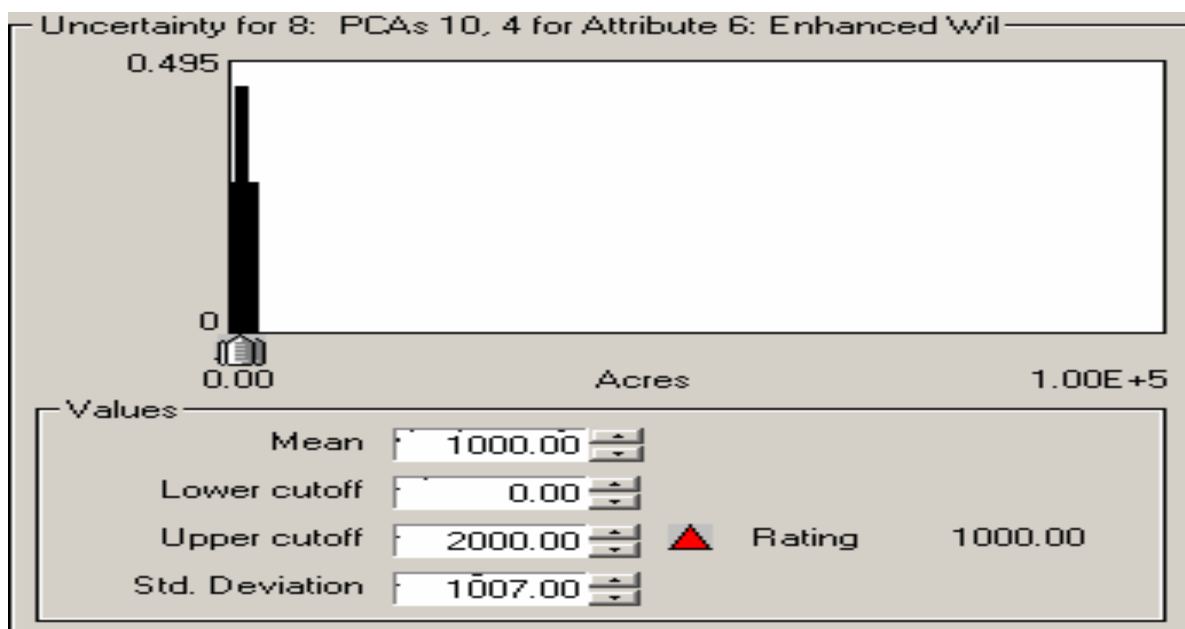 Uncertainty for 8: PCAs 10, 4 for Attribute 6: Enhanced Wil
0.495
0
0.00 Acres 1.00E+5
Values
Mean 1000.00
Lower cutoff 0.00
Upper cutoff 2000.00 Rating 1000.00
Std. Deviation 1007.00